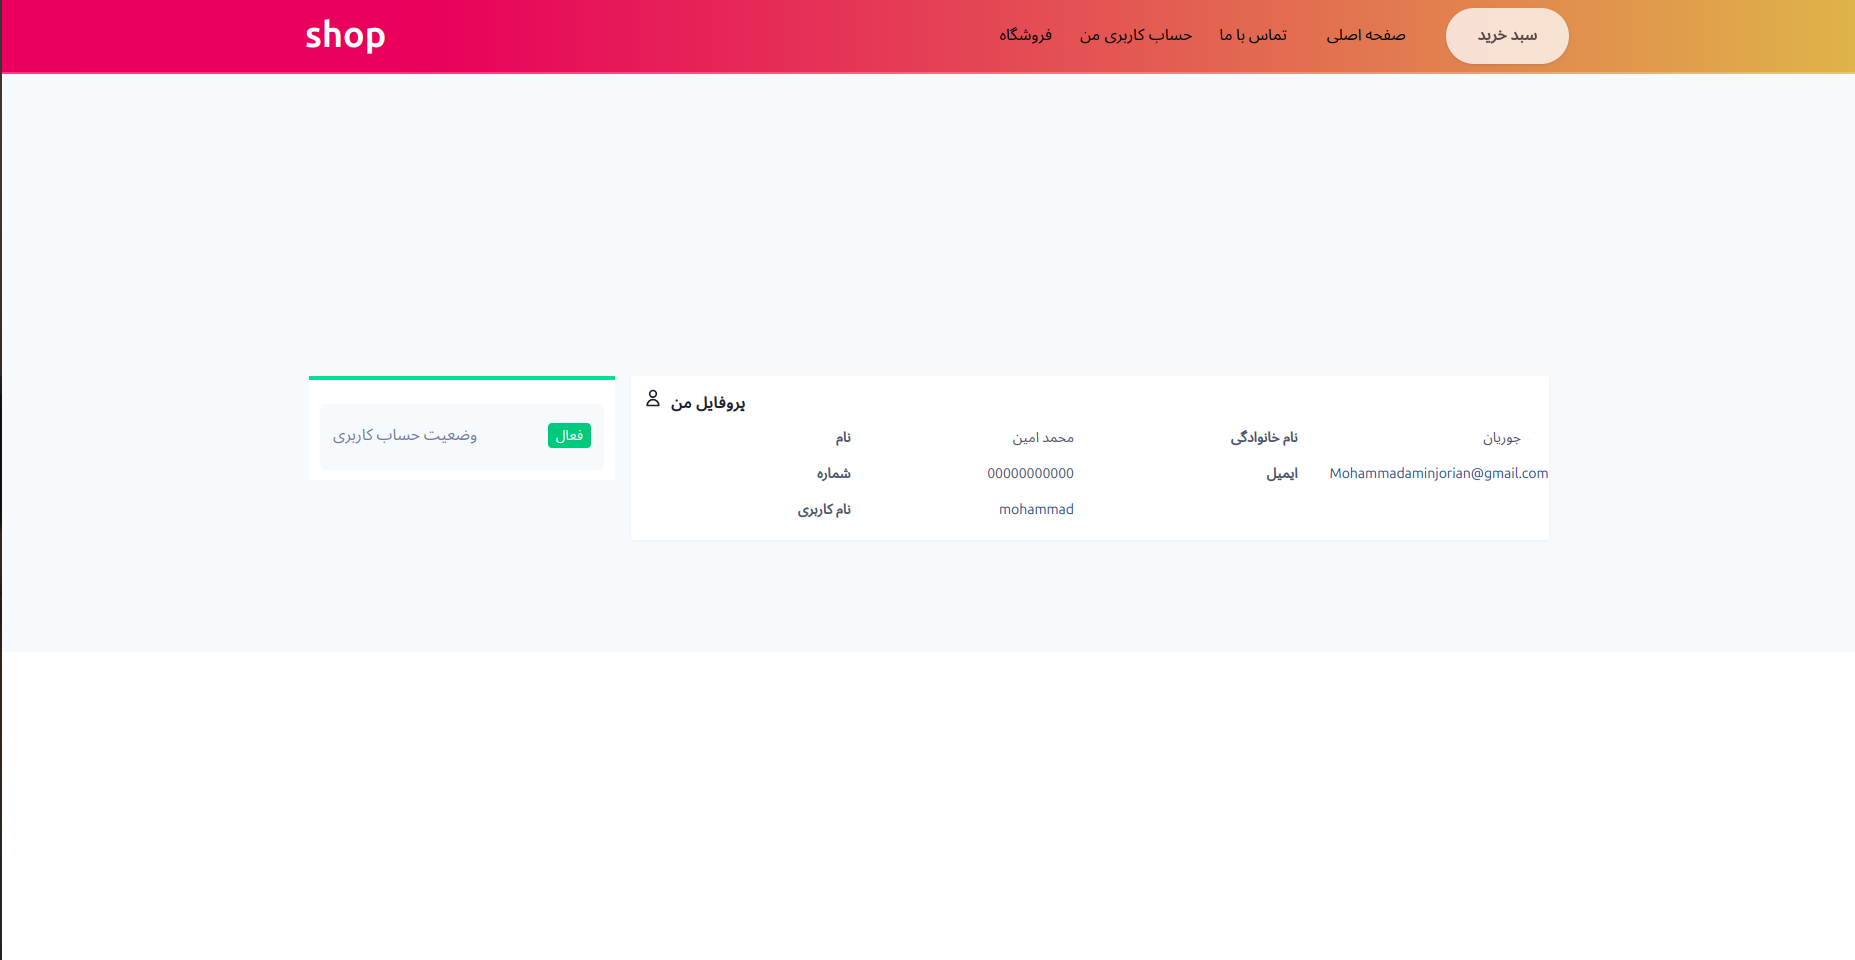 shop
فروشگاه
حساب کاربری من
تماس با ما
صفحه اصلی
سبد خرید
وضعیت حساب کاربری
فعال
پروفایل من
نام
محمد امین
نام خانوادگی
جوریان
شماره
00000000000
ایمیل
Mohammadaminjorian@gmail.com
نام کاربری
mohammad